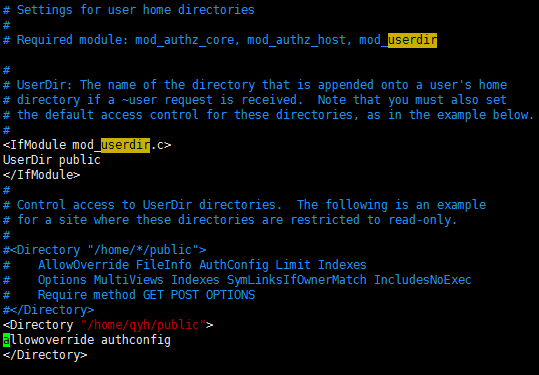 # Settings for user home directories
#
# Required module: mod_authz_core, mod_authz_host, mod_userdir
#
# UserDir: The name of the directory that is appended onto a user's home
# directory if a ~user request is received.  Note that you must also set
# the default access control for these directories, as in the example below.
#
<IfModule mod_userdir.c>
UserDir public
</IfModule>
#
# Control access to UserDir directories.  The following is an example
# for a site where these directories are restricted to read-only.
#
#<Directory "/home/*/public">
#    AllowOverride FileInfo AuthConfig Limit Indexes
#    Options MultiViews Indexes SymLinksIfOwnerMatch IncludesNoExec
#    Require method GET POST OPTIONS
#</Directory>
<Directory "/home/qyh/public">
allowoverride authconfig
</Directory>